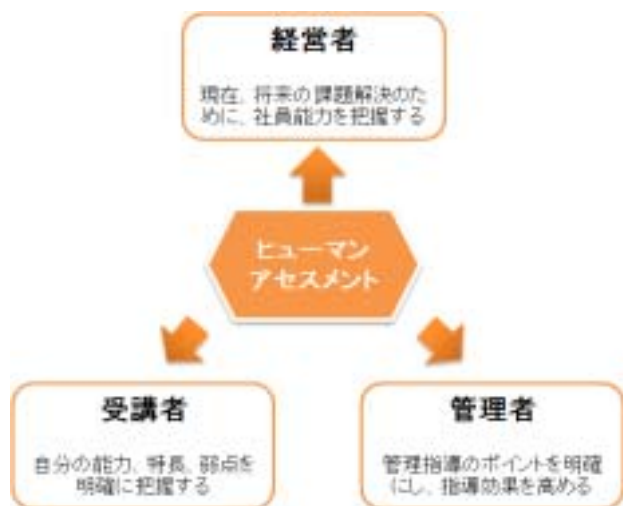 経営者
現在、将来の課題解決のた
めに、社員能力を把握する
ヒューマン
アセスメント
受講者
自分の能力、特長、弱点を
明確に把握する
管理者
管理指導のポイントを明確
にし、指導効果を高める